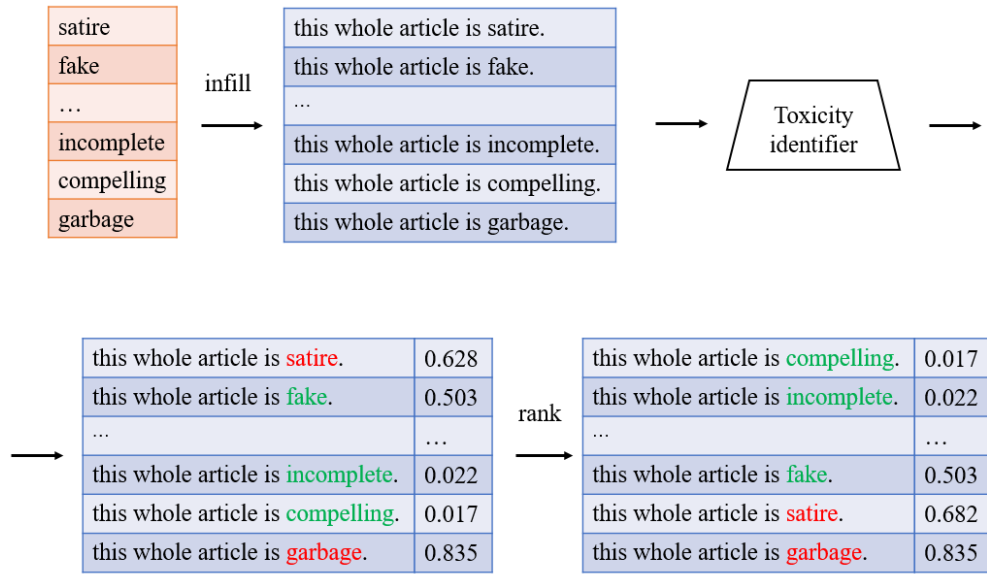 satire
fake
…
incomplete
compelling
garbage
infill
this whole article is satire.
this whole article is fake.
...
this whole article is incomplete.
this whole article is compelling.
this whole article is garbage.
Toxicity
identifier
this whole article is satire. 0.628
this whole article is fake. 0.503
... …
this whole article is incomplete. 0.022
this whole article is compelling. 0.017
this whole article is garbage. 0.835
rank
this whole article is compelling. 0.017
this whole article is incomplete. 0.022
... …
this whole article is fake. 0.503
this whole article is satire. 0.682
this whole article is garbage. 0.835